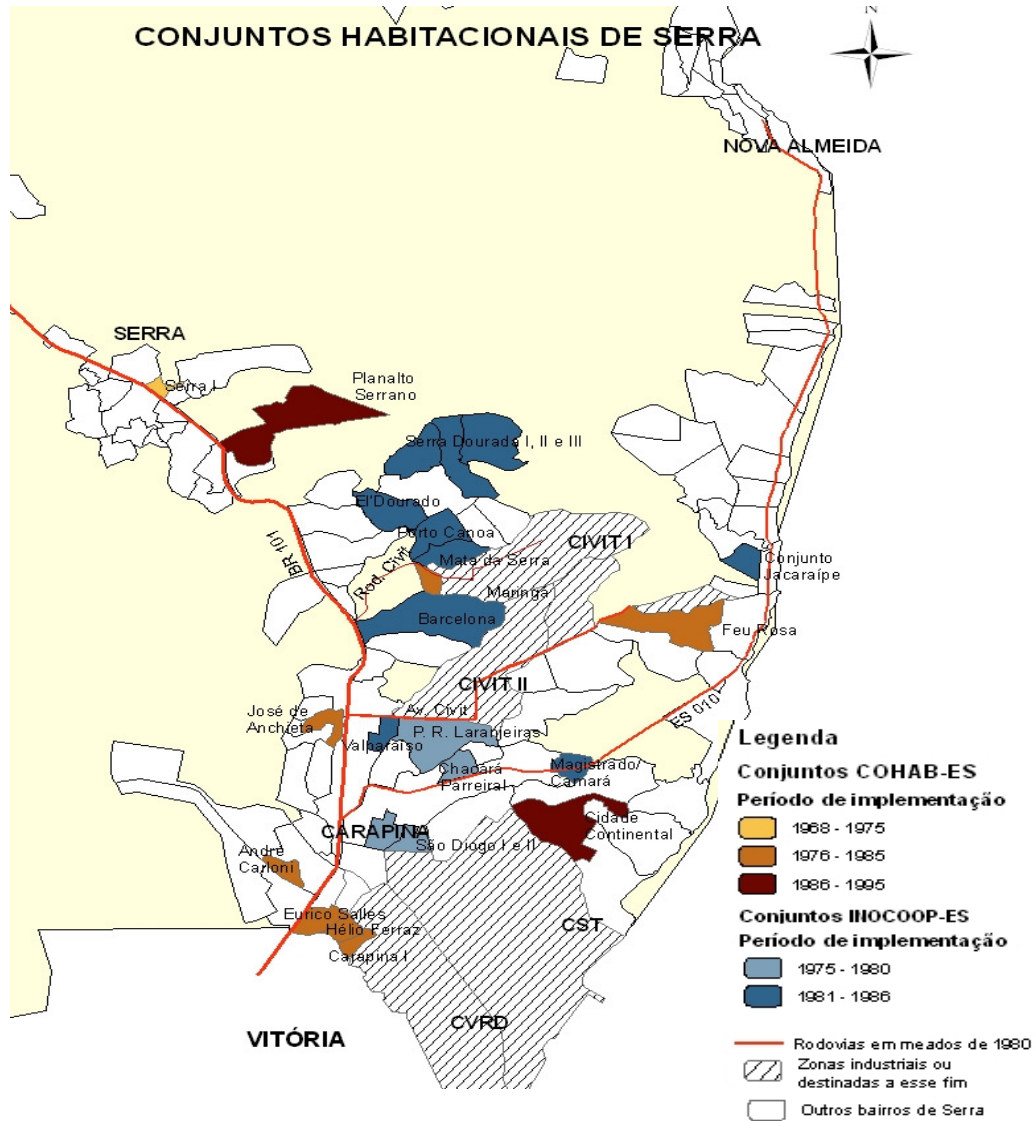 N
CONJUNTOS HABITACIONAIS DE SERRA
NOVA ALMEIDA
SERRA
Serra I
Planalto
Serrano
Serra Dourada I, II e III
El'Dourado
Porto Canoa
CIVIT I
Mata da Serra
Rod. Civit
BR 101
Maringá
Conjunto
Jacaraípe
Barcelona
Feu Rosa
CIVIT II
ES 010
José de
Anchieta
Av. Civit
P. R. Laranjeiras
Valparaíso
Chacará
Parreiral
Magistrado/
Camará
Cidade
Continental
CARAPINA
São Diogo I e II
André
Carloni
Eurico Salles
Hélio Ferraz
Carapina I
CST
CVRD
VITÓRIA
Legenda
Conjuntos COHAB-ES
Período de implementação
1968 - 1975
1976 - 1985
1986 - 1995
Conjuntos INOCOOP-ES
Período de implementação
1975 - 1980
1981 - 1986
Rodovias em meados de 1980
Zonas industriais ou
destinadas a esse fim
Outros bairros de Serra